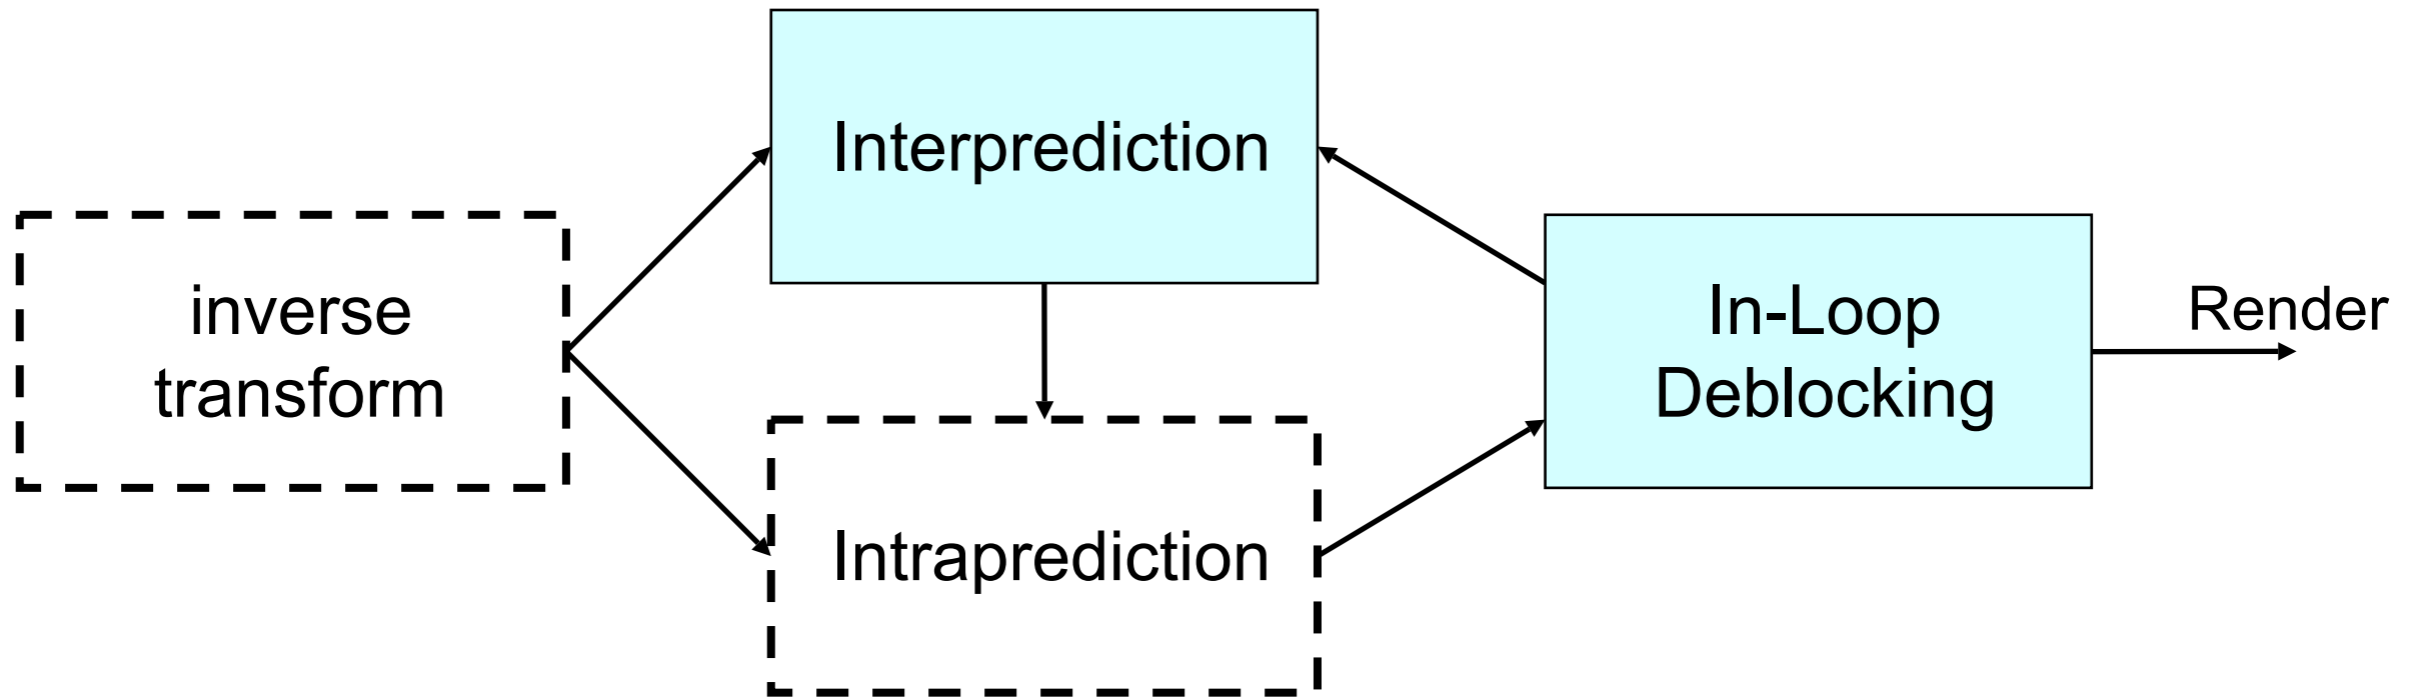 Interprediction
inverse
transform
In-Loop
Deblocking
Render
Intraprediction